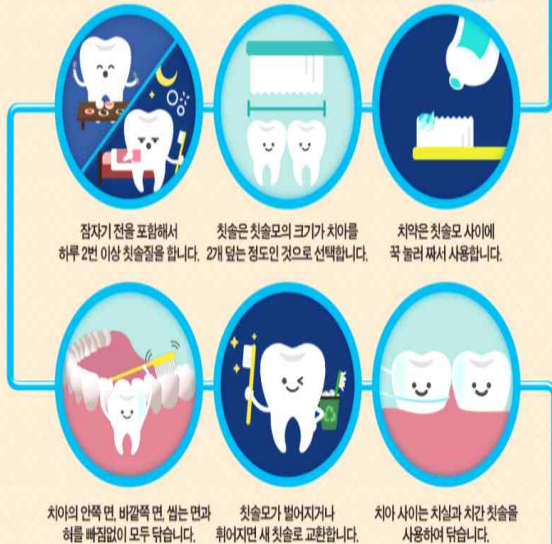 잠자기 전을 포함해서
하루 2번 이상 칫솔질을 합니다.
칫솔은 칫솔모의 크기가 치아를
2개 덮는 정도인 것으로 선택합니다.
치약은 칫솔모 사이에
꾹 눌러 짜서 사용합니다.
치아의 안쪽 면, 바깥쪽 면, 씹는 면과
혀를 빠짐없이 모두 닦습니다.
칫솔모가 벌어지거나
휘어지면 새 칫솔로 교환합니다.
치아 사이는 치실과 치간 칫솔을
사용하여 닦습니다.